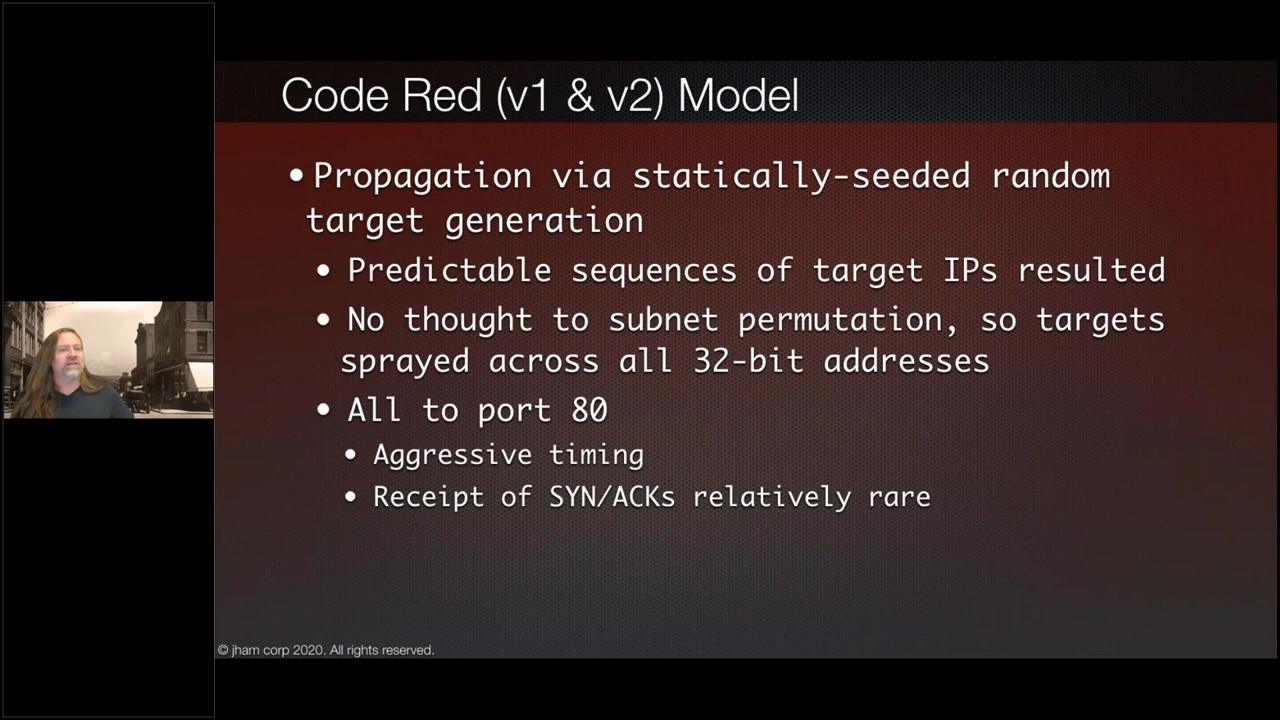 Code Red (v1 & v2) Model
• Propagation via statically-seeded random
target generation
• Predictable sequences of target IPs resulted
• No thought to subnet permutation, so targets
sprayed across all 32-bit addresses
• All to port 80
• Aggressive timing
• Receipt of SYN/ACKs relatively rare
© jham corp 2020. All rights reserved.